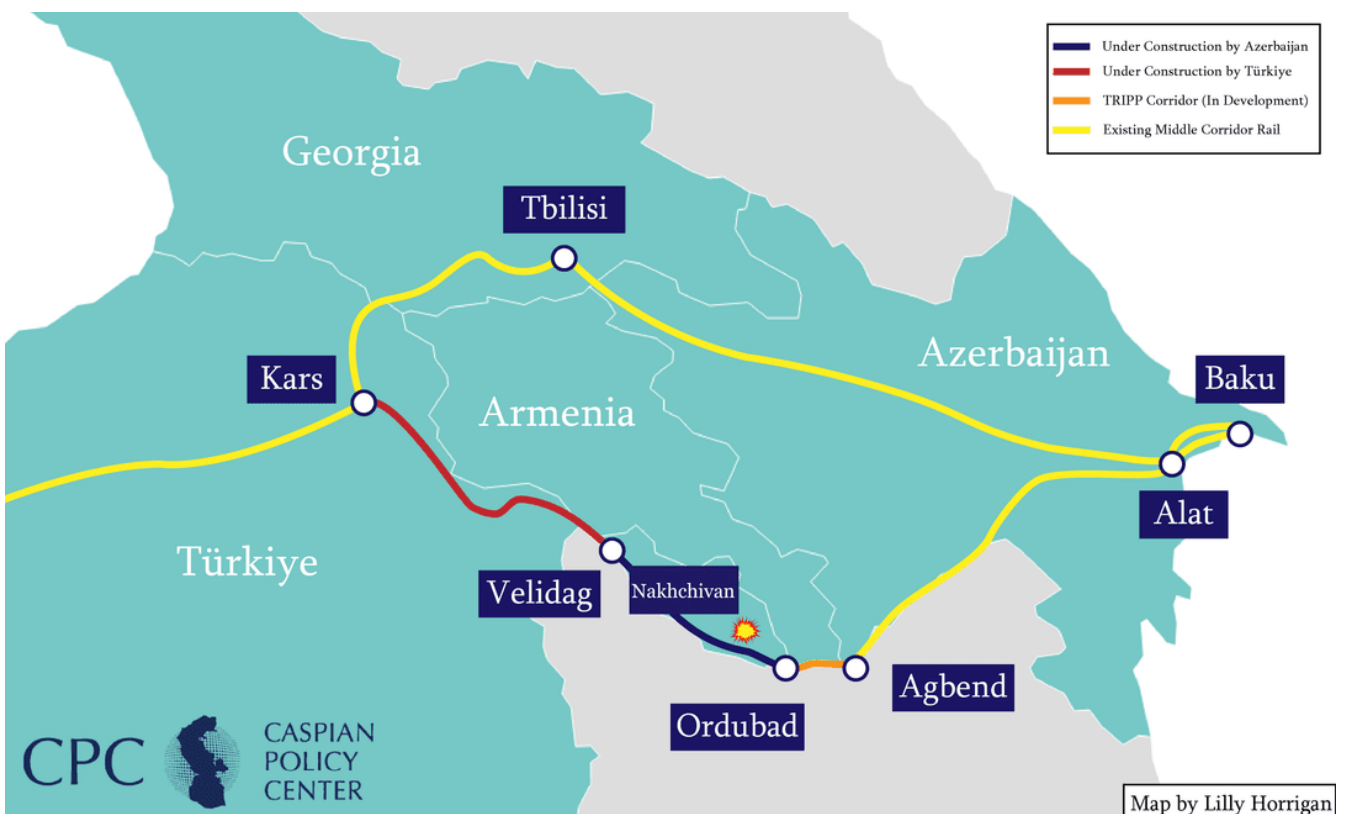 Under Construction by Azerbaijan
Under Construction by Türkiye
TRIPP Corridor (In Development)
Existing Middle Corridor Rail
Georgia
Tbilisi
Azerbaijan
Kars
Baku
Armenia
Alat
Türkiye
Velidag
Nakhchivan
Agbend
Ordubad
CPC
CASPIAN
POLICY
CENTER
Map by Lilly Horrigan